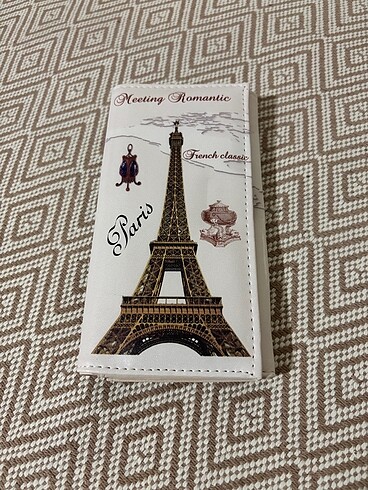 Meeting Romantic
French classic
Paris